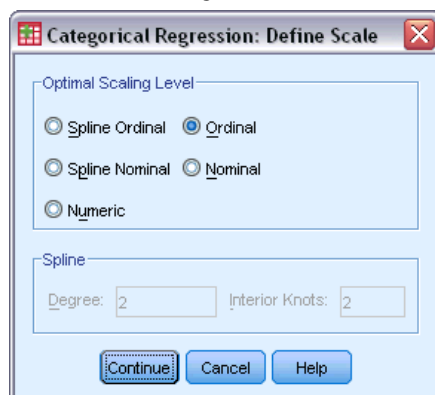 Categorical Regression: Define Scale
Optimal Scaling Level
Spline Ordinal Ordinal
Spline Nominal Nominal
Numeric
Spline
Degree: 2 Interior Knots: 2
Continue Cancel Help